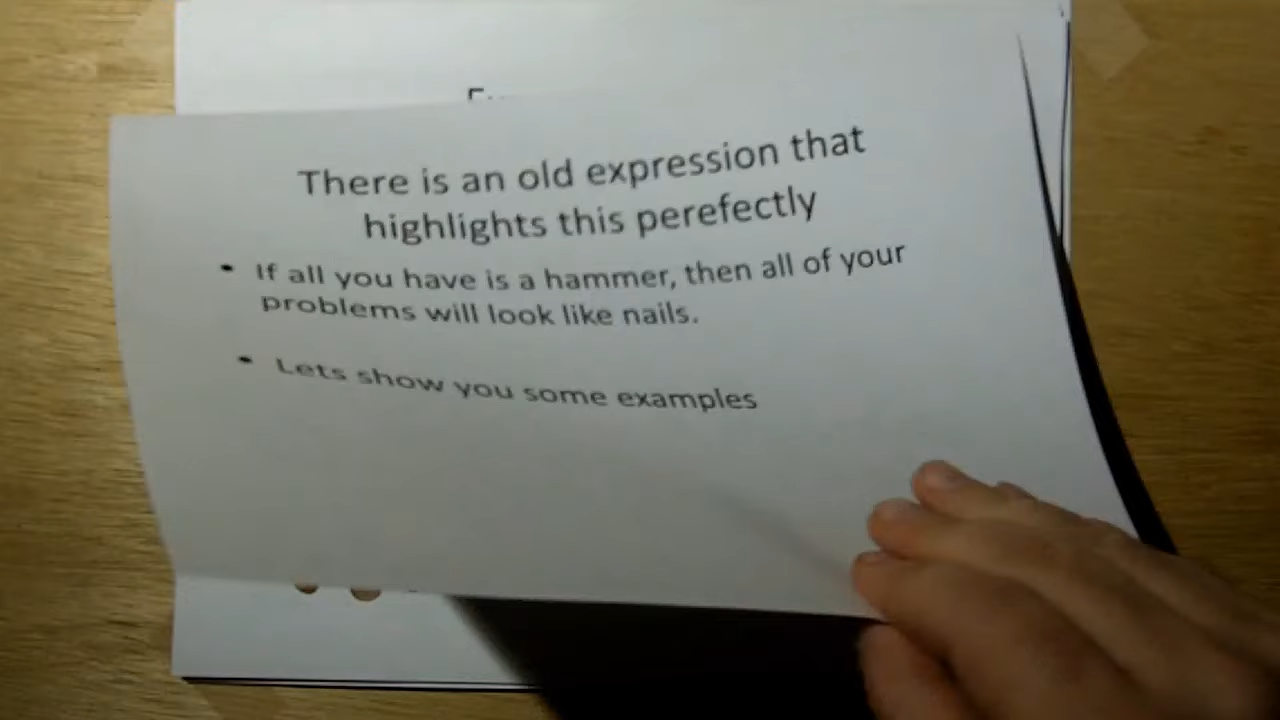 There is an old expression that
highlights this perefectly
• If all you have is a hammer, then all of your
problems will look like nails.
• Lets show you some examples